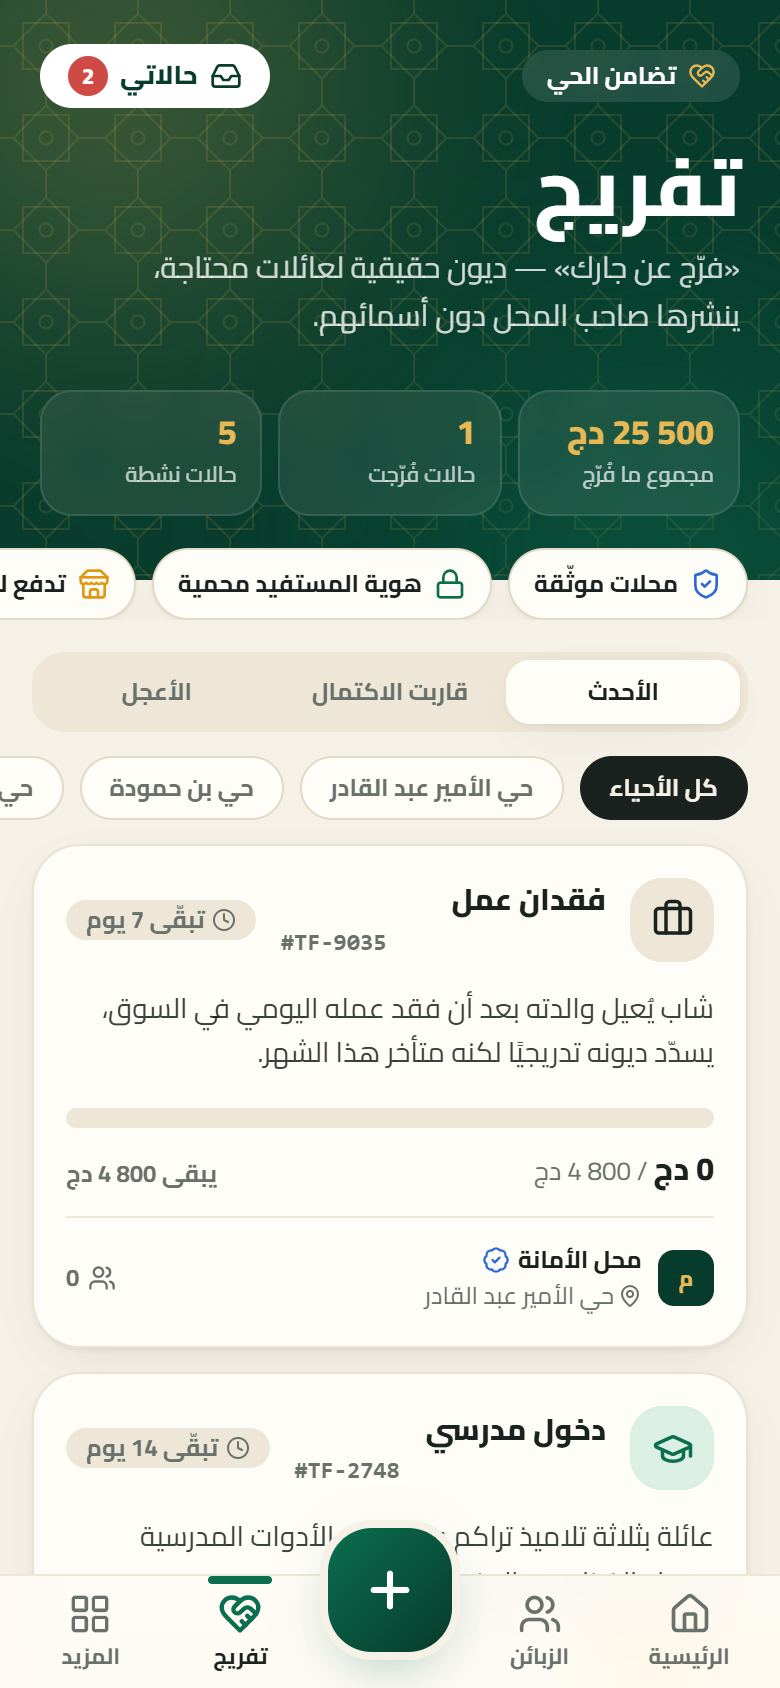 تضامن الحي
حالاتي 2
تفريج
«فرّج عن جارك» — ديون حقيقية لعائلات محتاجة،
ينشرها صاحب المحل دون أسمائهم.
25 500 دج
مجموع ما فُرّج
1
حالات فُرّجت
5
حالات نشطة
محلات موثّقة
هوية المستفيد محمية
تدفع ل
الأحدث
قاربت الاكتمال
الأعجل
كل الأحياء
حي الأمير عبد القادر
حي بن حمودة
حي
فقدان عمل
#TF-9035
تبقّى 7 يوم
شاب يُعيل والدته بعد أن فقد عمله اليومي في السوق،
يسدّد ديونه تدريجيًا لكنه متأخر هذا الشهر.
0 دج / 4 800 دج
يبقى 4 800 دج
م
محل الأمانة
حي الأمير عبد القادر
0
دخول مدرسي
#TF-2748
تبقّى 14 يوم
عائلة بثلاثة تلاميذ تراكم الأدوات المدرسية
الرئيسية
الزبائن
تفريج
المزيد